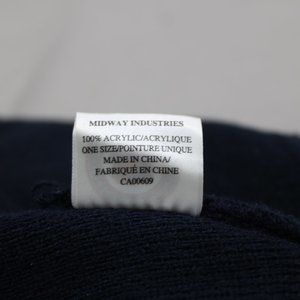 MIDWAY INDUSTRIES
100% ACRYLIC/ACRYLIQUE
ONE SIZE/POINTURE UNIQUE
MADE IN CHINA/
FABRIQUÉ EN CHINE
CA00609